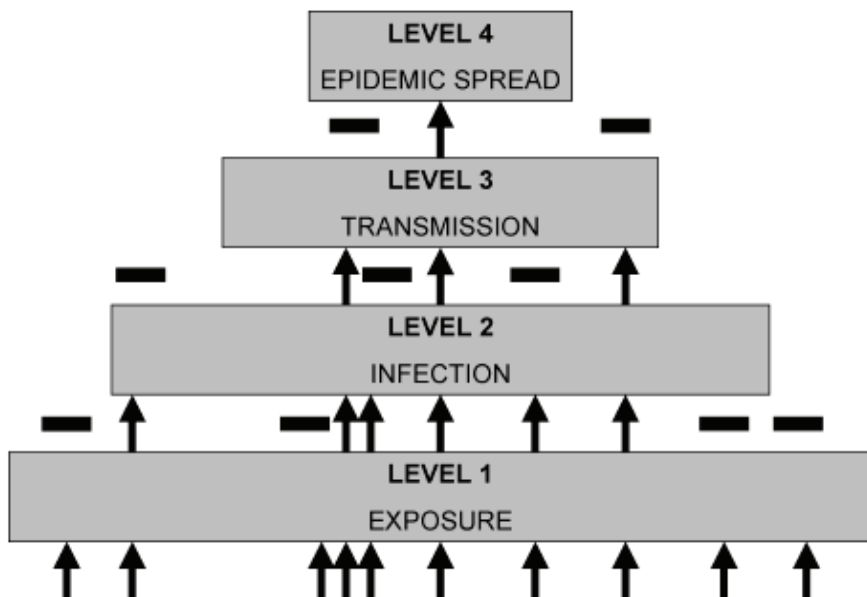 LEVEL 4
EPIDEMIC SPREAD
LEVEL 3
TRANSMISSION
LEVEL 2
INFECTION
LEVEL 1
EXPOSURE